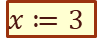 x := 3